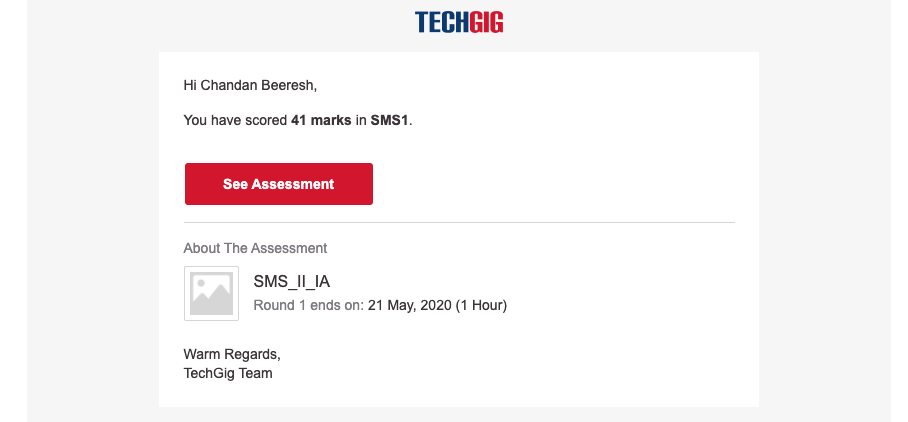 TECHGIG
Hi Chandan Beeresh,
You have scored 41 marks in SMS1.
See Assessment
About The Assessment
SMS_II_IA
Round 1 ends on: 21 May, 2020 (1 Hour)
Warm Regards,
TechGig Team